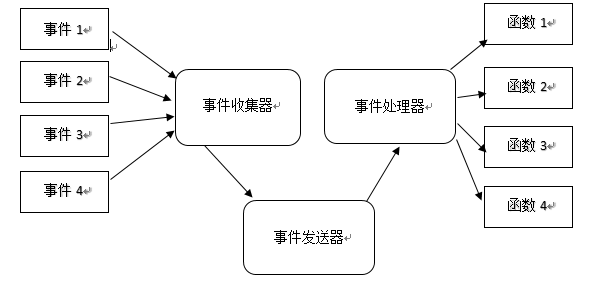 事件 1
事件 2
事件 3
事件 4
事件收集器
事件发送器
事件处理器
函数 1
函数 2
函数 3
函数 4